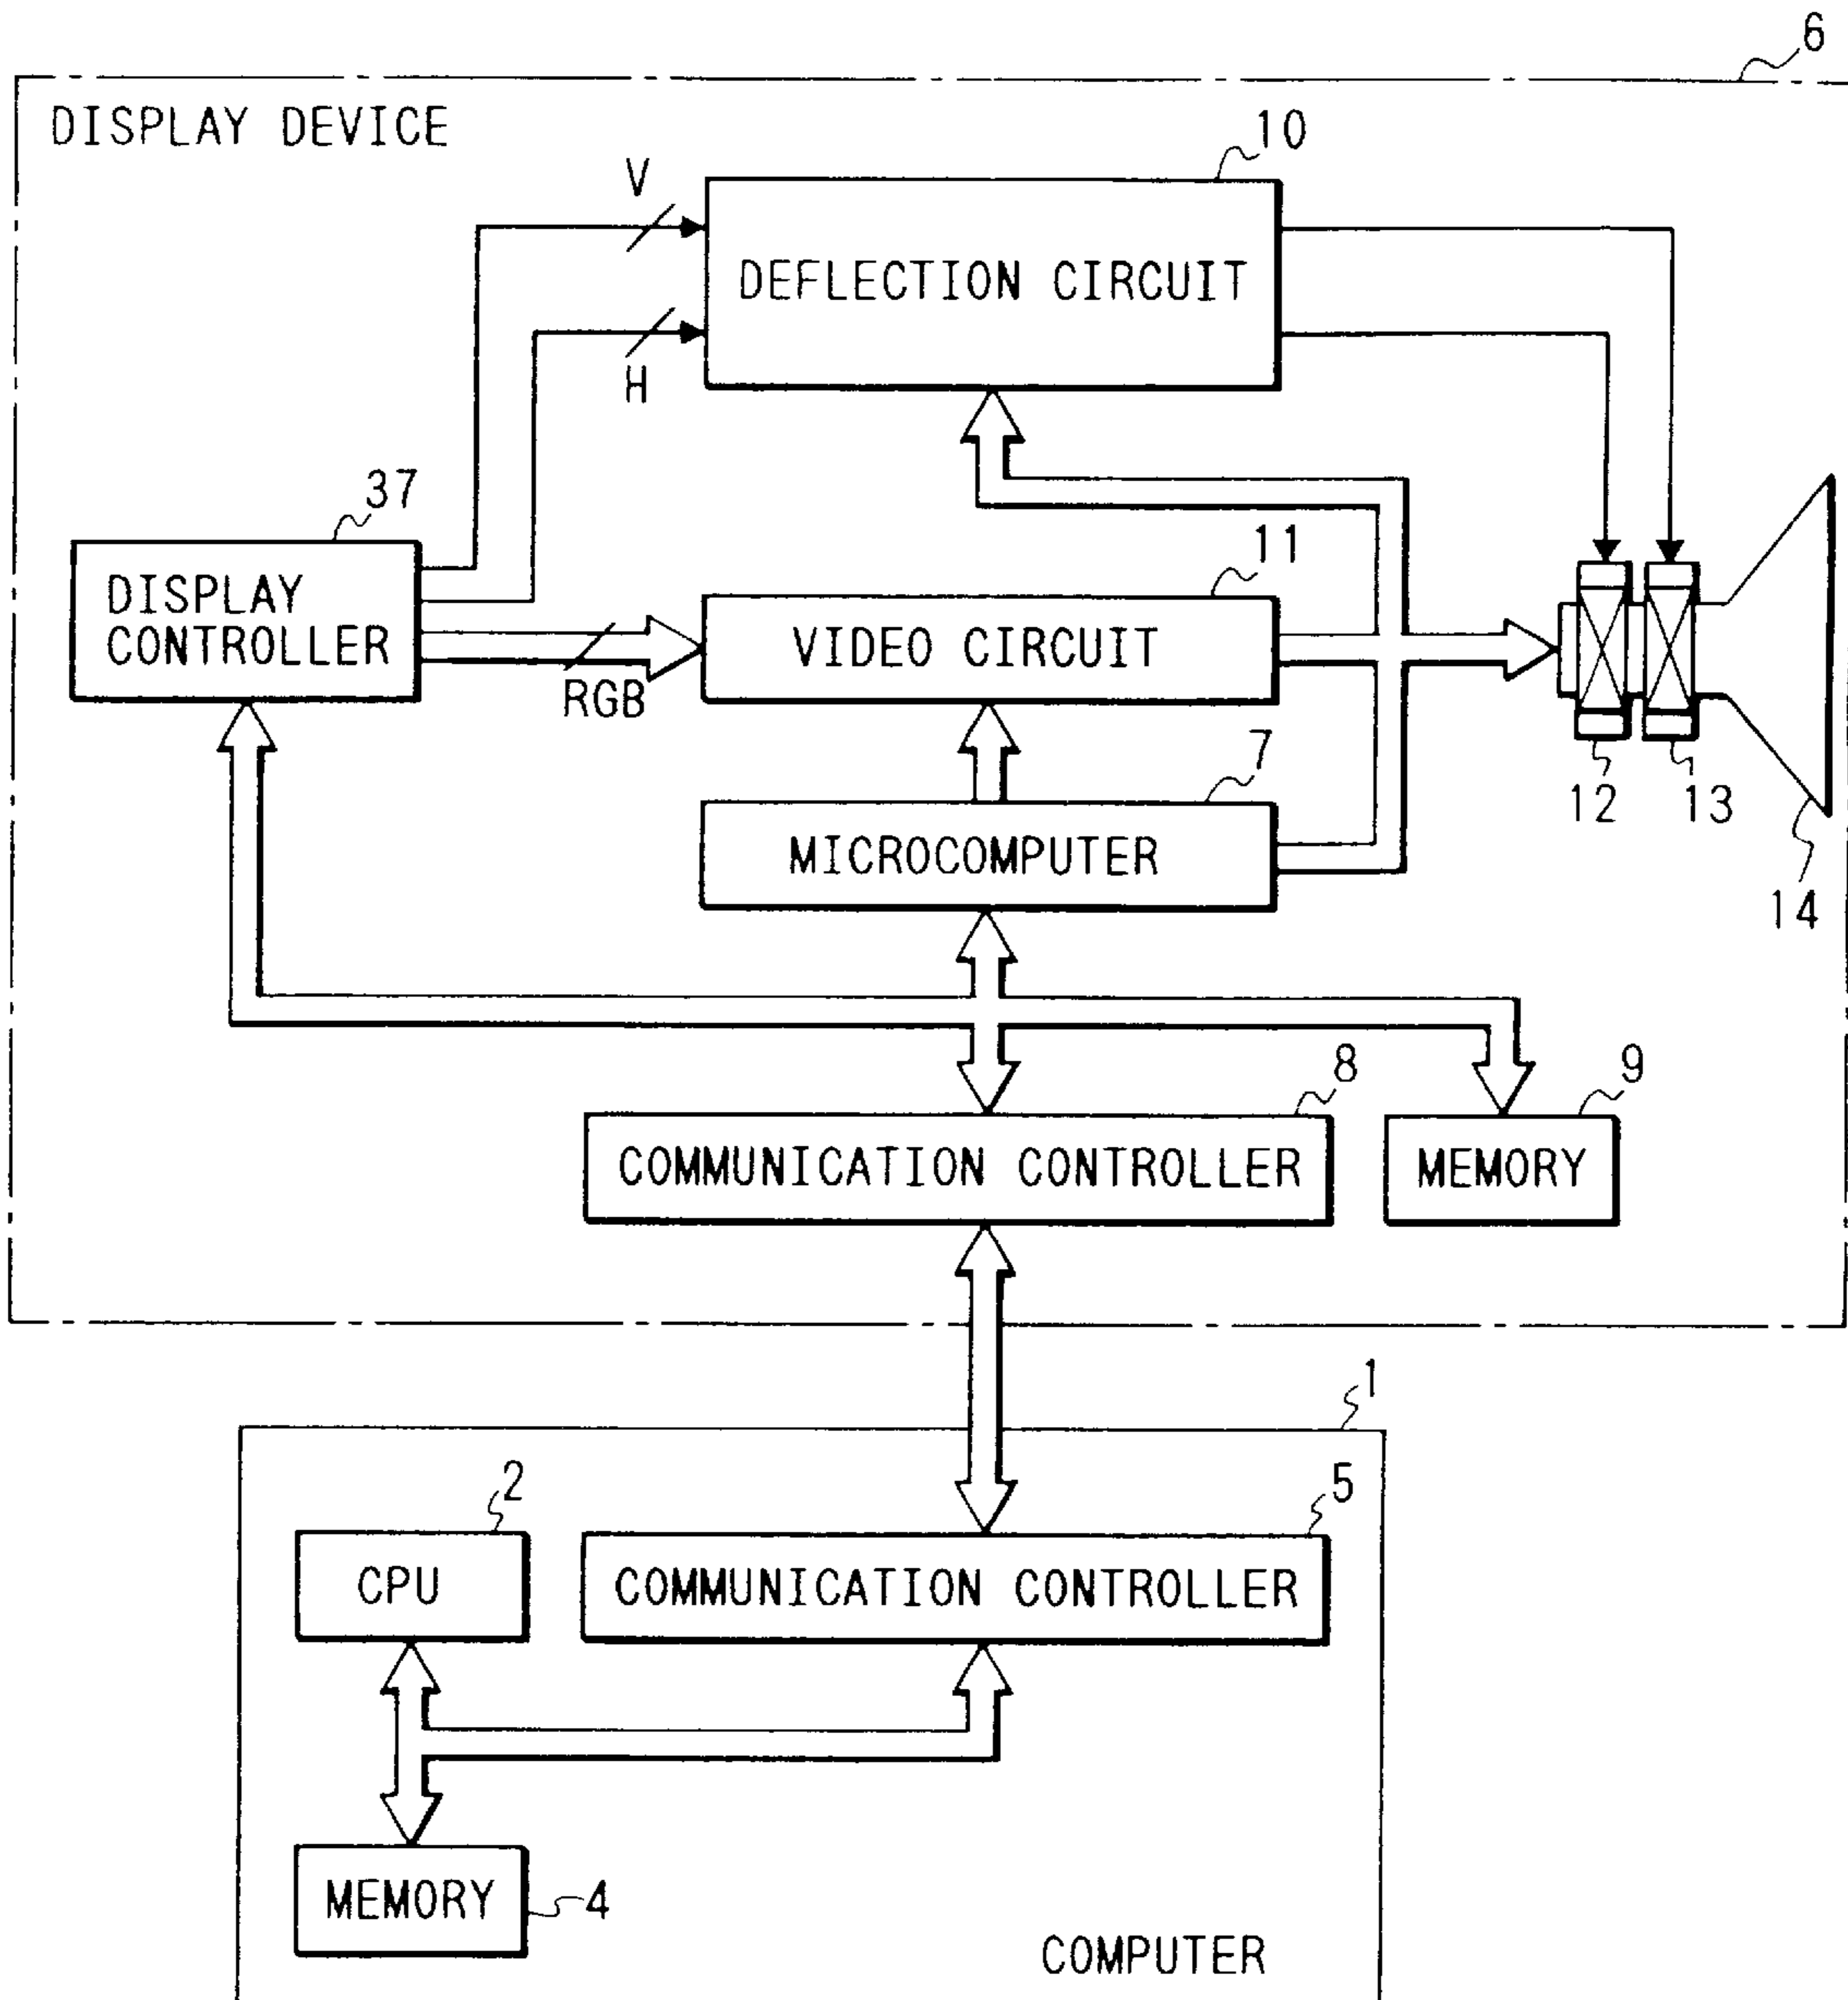 6
DISPLAY DEVICE
10
V
DEFLECTION CIRCUIT
H
37
11
DISPLAY
CONTROLLER
VIDEO CIRCUIT
RGB
7
12
13
MICROCOMPUTER
14
8
9
COMMUNICATION CONTROLLER
MEMORY
1
2
5
CPU
COMMUNICATION CONTROLLER
MEMORY
4
COMPUTER